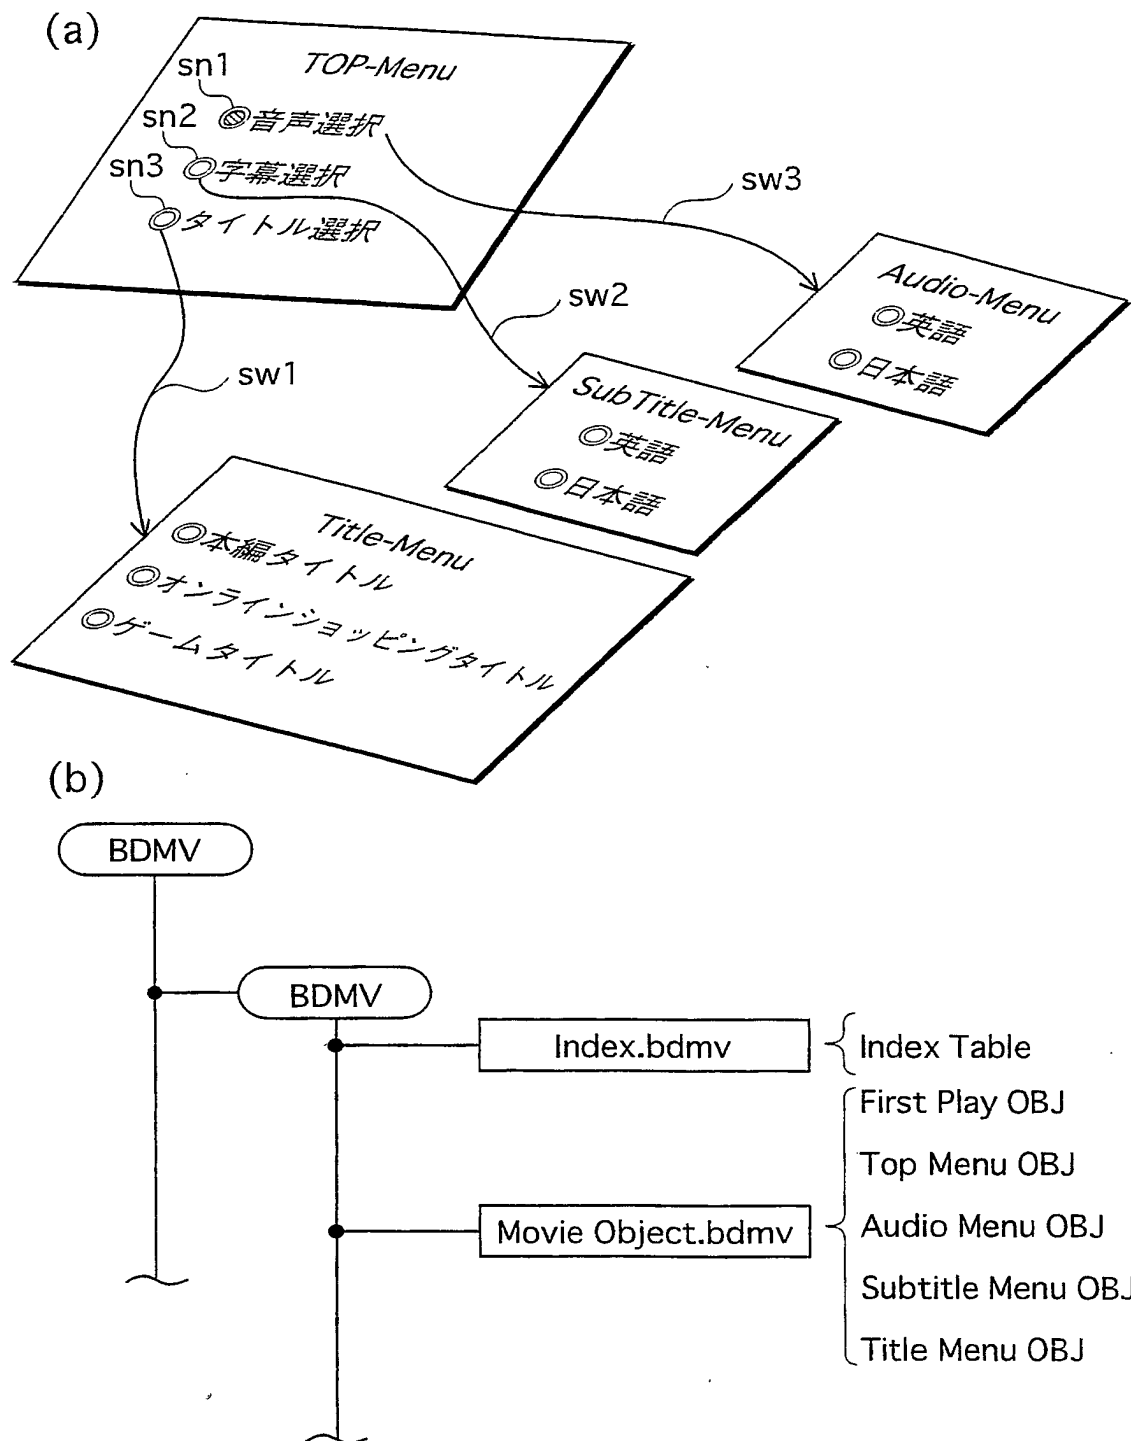 (a)
TOP-Menu
sn1
音声選択
sn2
字幕選択
sn3
タイトル選択
sw3
Audio-Menu
英語
日本語
sw2
SubTitle-Menu
英語
日本語
sw1
Title-Menu
本編タイトル
オンラインショッピングタイトル
ゲームタイトル
(b)
BDMV
BDMV
Index.bdmv
Index Table
First Play OBJ
Top Menu OBJ
Movie Object.bdmv
Audio Menu OBJ
Subtitle Menu OBJ
Title Menu OBJ